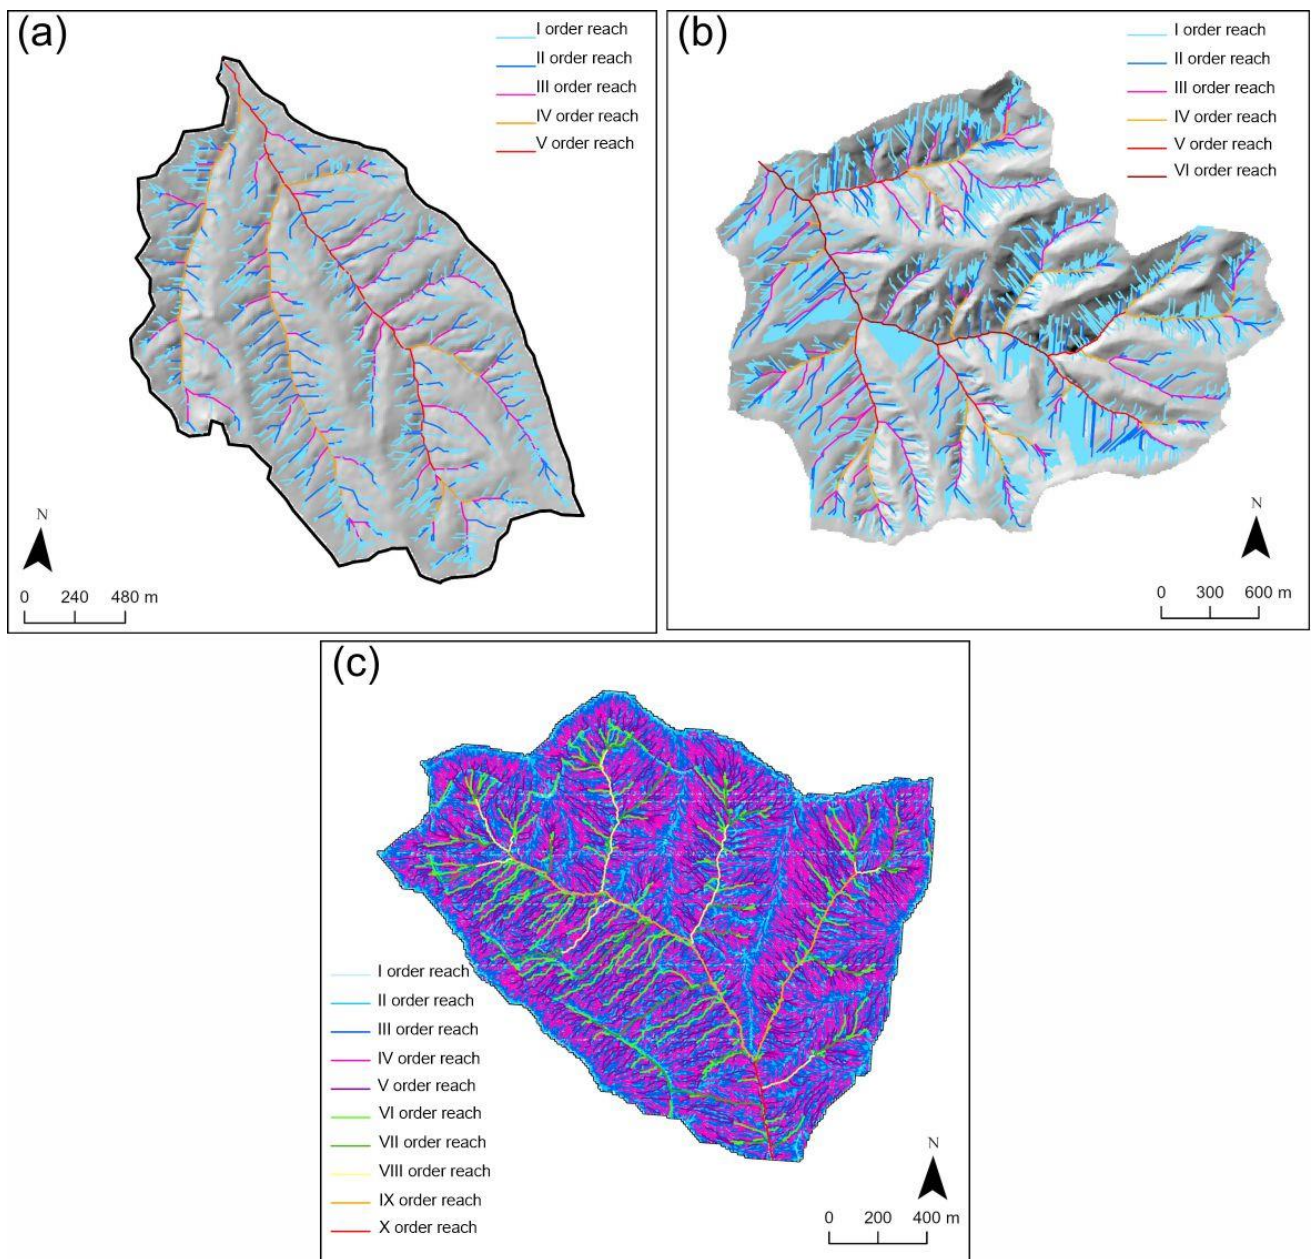 (a)
I order reach
II order reach
III order reach
IV order reach
V order reach
N
0 240 480 m
(b)
I order reach
II order reach
III order reach
IV order reach
V order reach
VI order reach
N
0 300 600 m
(c)
I order reach
II order reach
III order reach
IV order reach
V order reach
VI order reach
VII order reach
VIII order reach
IX order reach
X order reach
N
0 200 400 m